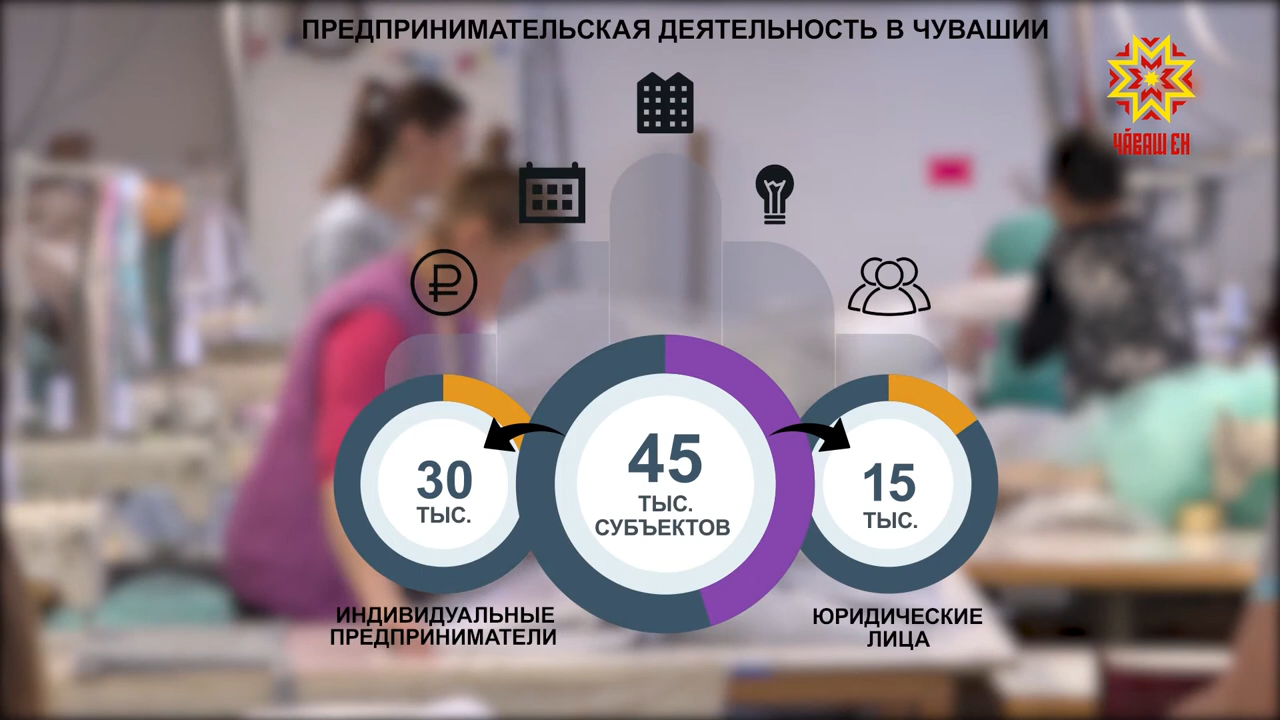 ПРЕДПРИНИМАТЕЛЬСКАЯ ДЕЯТЕЛЬНОСТЬ В ЧУВАШИИ
ЧĂВАШ ЕН
30
ТЫС.
45
ТЫС.
СУБЪЕКТОВ
15
ТЫС.
ИНДИВИДУАЛЬНЫЕ
ПРЕДПРИНИМАТЕЛИ
ЮРИДИЧЕСКИЕ
ЛИЦА